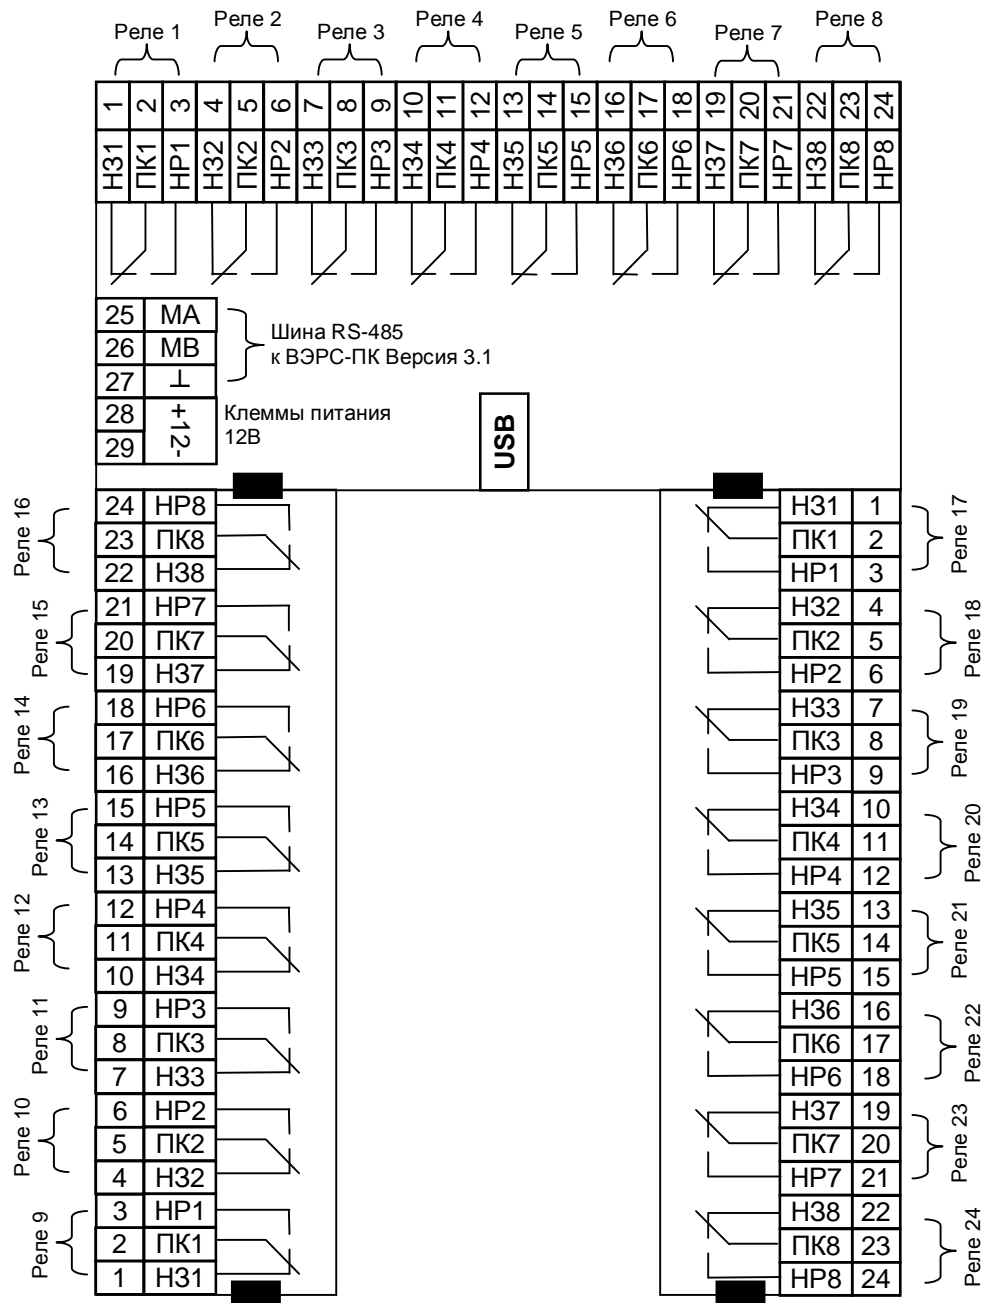 Реле 1 Реле 2 Реле 3 Реле 4 Реле 5 Реле 6 Реле 7 Реле 8
1 2 3 4 5 6 7 8 9 10 11 12 13 14 15 16 17 18 19 20 21 22 23 24
НЗ1 ПК1 НР1 НЗ2 ПК2 НР2 НЗ3 ПК3 НР3 НЗ4 ПК4 НР4 НЗ5 ПК5 НР5 НЗ6 ПК6 НР6 НЗ7 ПК7 НР7 НЗ8 ПК8 НР8
25 МА
26 МВ
27 ⊥
28
29
+12-
Шина RS-485
к ВЭРС-ПК Версия 3.1
Клеммы питания
12В
USB
Реле 16
24 НР8
23 ПК8
22 НЗ8
Реле 15
21 НР7
20 ПК7
19 НЗ7
Реле 14
18 НР6
17 ПК6
16 НЗ6
Реле 13
15 НР5
14 ПК5
13 НЗ5
Реле 12
12 НР4
11 ПК4
10 НЗ4
Реле 11
9 НР3
8 ПК3
7 НЗ3
Реле 10
6 НР2
5 ПК2
4 НЗ2
Реле 9
3 НР1
2 ПК1
1 НЗ1
НЗ1 1
ПК1 2
НР1 3
Реле 17
НЗ2 4
ПК2 5
НР2 6
Реле 18
НЗ3 7
ПК3 8
НР3 9
Реле 19
НЗ4 10
ПК4 11
НР4 12
Реле 20
НЗ5 13
ПК5 14
НР5 15
Реле 21
НЗ6 16
ПК6 17
НР6 18
Реле 22
НЗ7 19
ПК7 20
НР7 21
Реле 23
НЗ8 22
ПК8 23
НР8 24
Реле 24